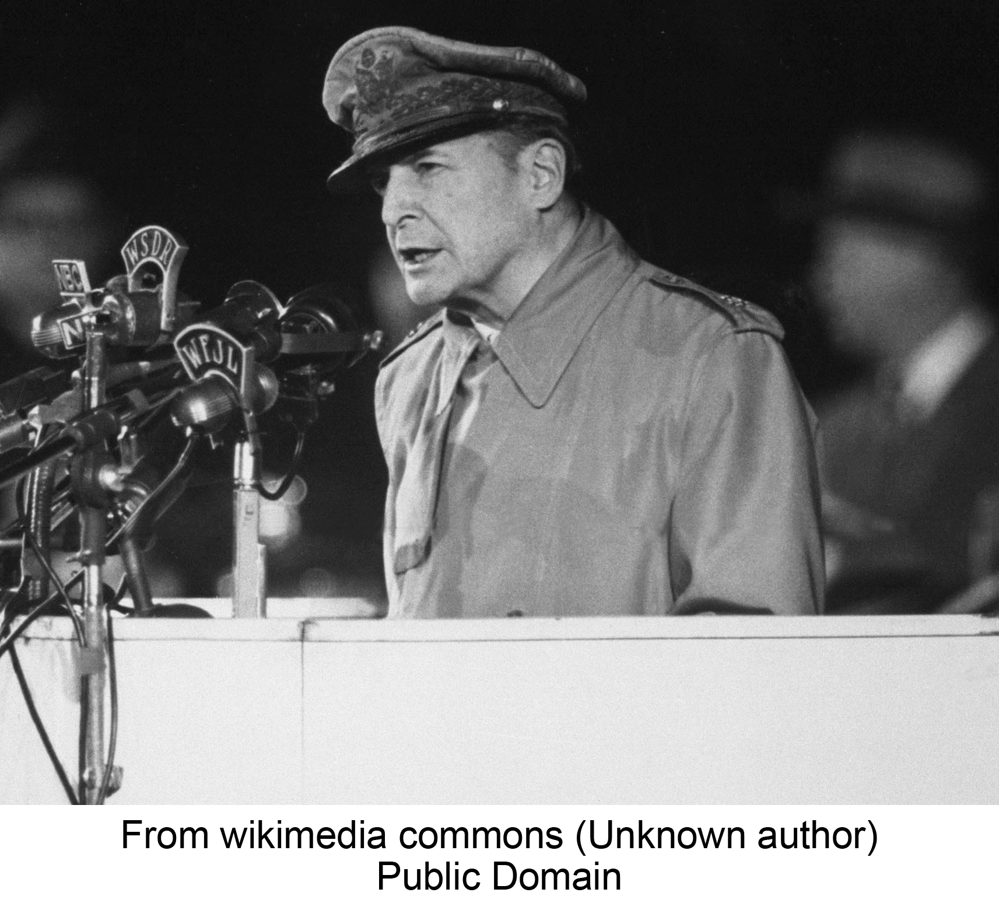 WSDR
NBC
N
WFJL
From wikimedia commons (Unknown author)
Public Domain